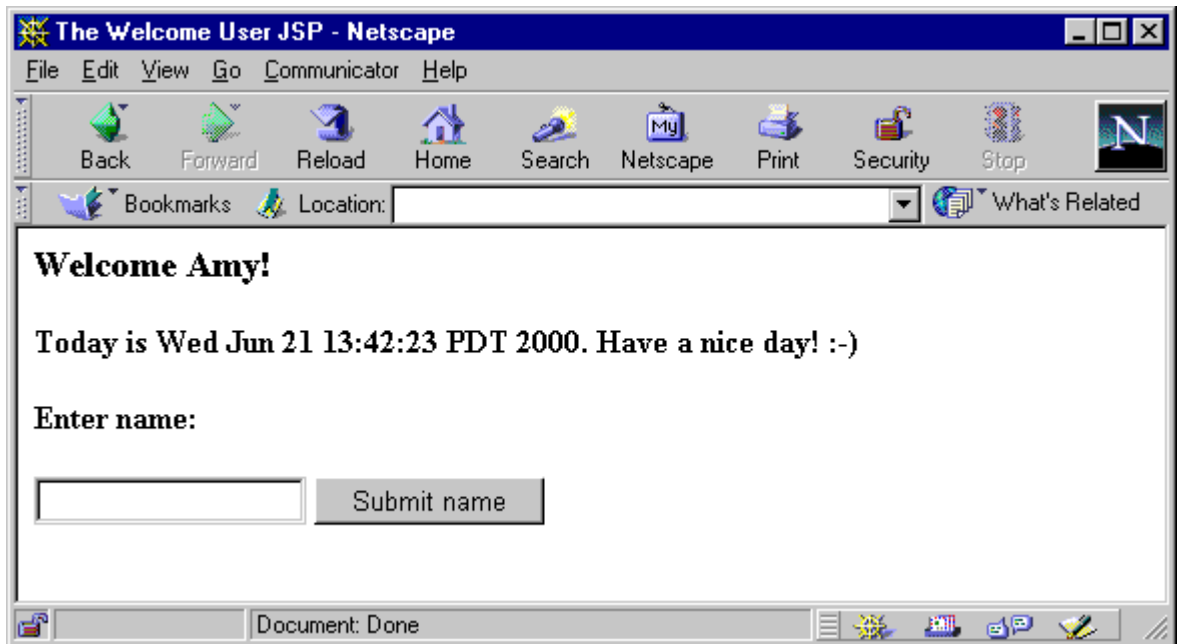 The Welcome User JSP - Netscape
File Edit View Go Communicator Help
My N
Back Forward Reload Home Search Netscape Print Security Stop
Bookmarks Location: What's Related
Welcome Amy!
Today is Wed Jun 21 13:42:23 PDT 2000. Have a nice day! :-)
Enter name:
Submit name
Document: Done